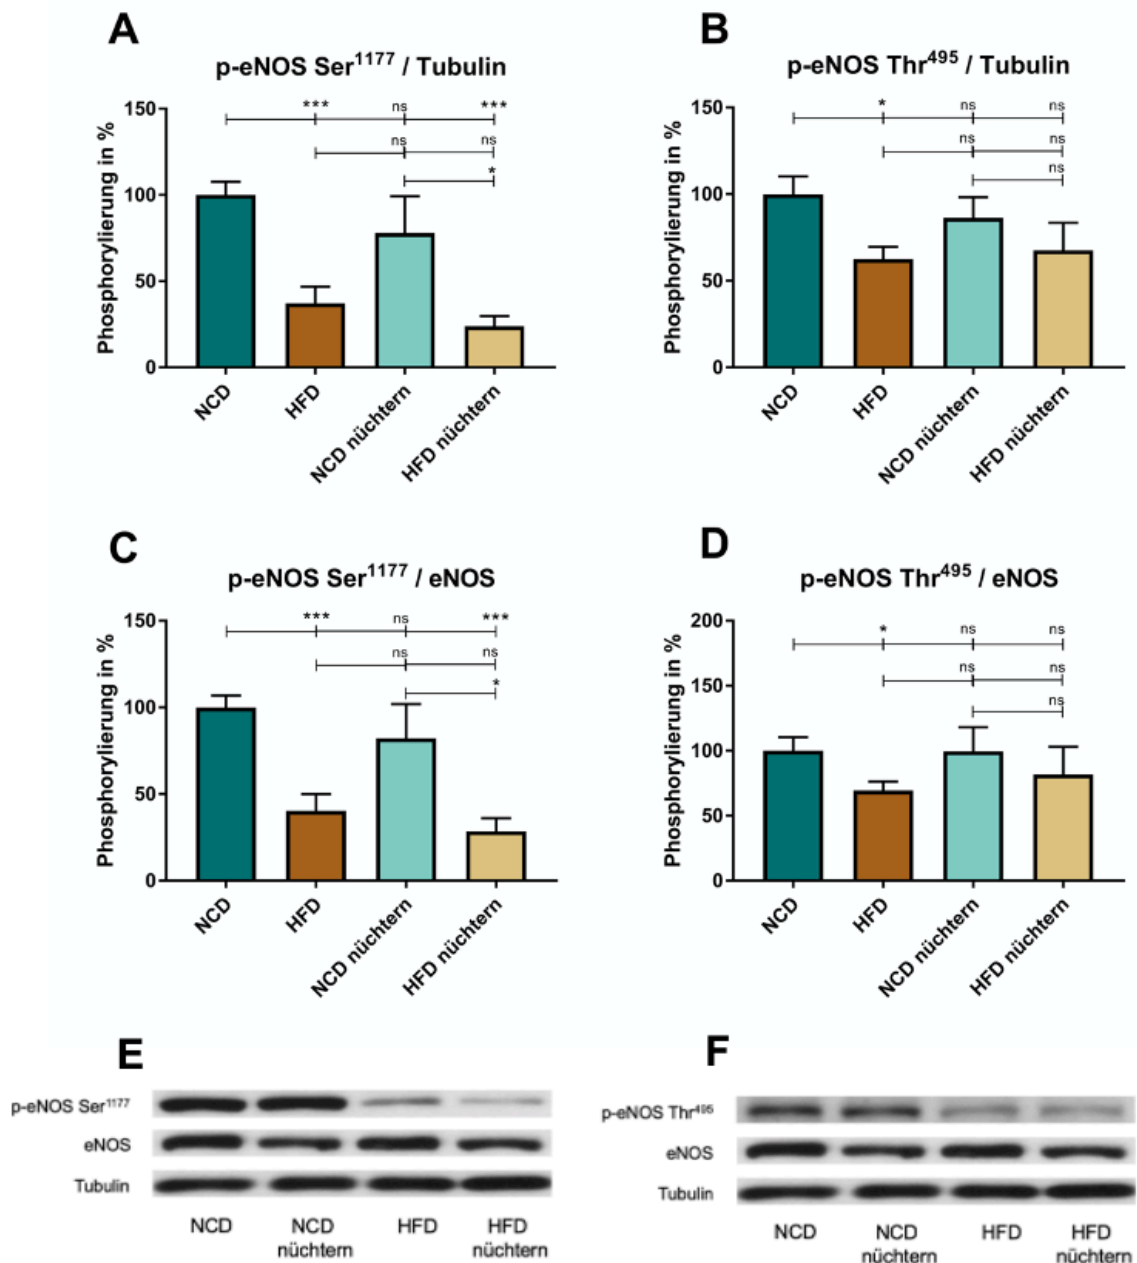 A
p-eNOS Ser¹¹⁷⁷ / Tubulin
Phosphorylierung in %
150
100
50
0
*** ns ***
ns ns
*
NCD
HFD
NCD nüchtern
HFD nüchtern
B
p-eNOS Thr⁴⁹⁵ / Tubulin
Phosphorylierung in %
150
100
50
0
* ns ns
ns ns
ns
NCD
HFD
NCD nüchtern
HFD nüchtern
C
p-eNOS Ser¹¹⁷⁷ / eNOS
Phosphorylierung in %
150
100
50
0
*** ns ***
ns ns
*
NCD
HFD
NCD nüchtern
HFD nüchtern
D
p-eNOS Thr⁴⁹⁵ / eNOS
Phosphorylierung in %
200
150
100
50
0
* ns ns
ns ns
ns
NCD
HFD
NCD nüchtern
HFD nüchtern
E
p-eNOS Ser¹¹⁷⁷
eNOS
Tubulin
NCD NCD HFD HFD
nüchtern nüchtern
F
p-eNOS Thr⁴⁹⁵
eNOS
Tubulin
NCD NCD HFD HFD
nüchtern nüchtern